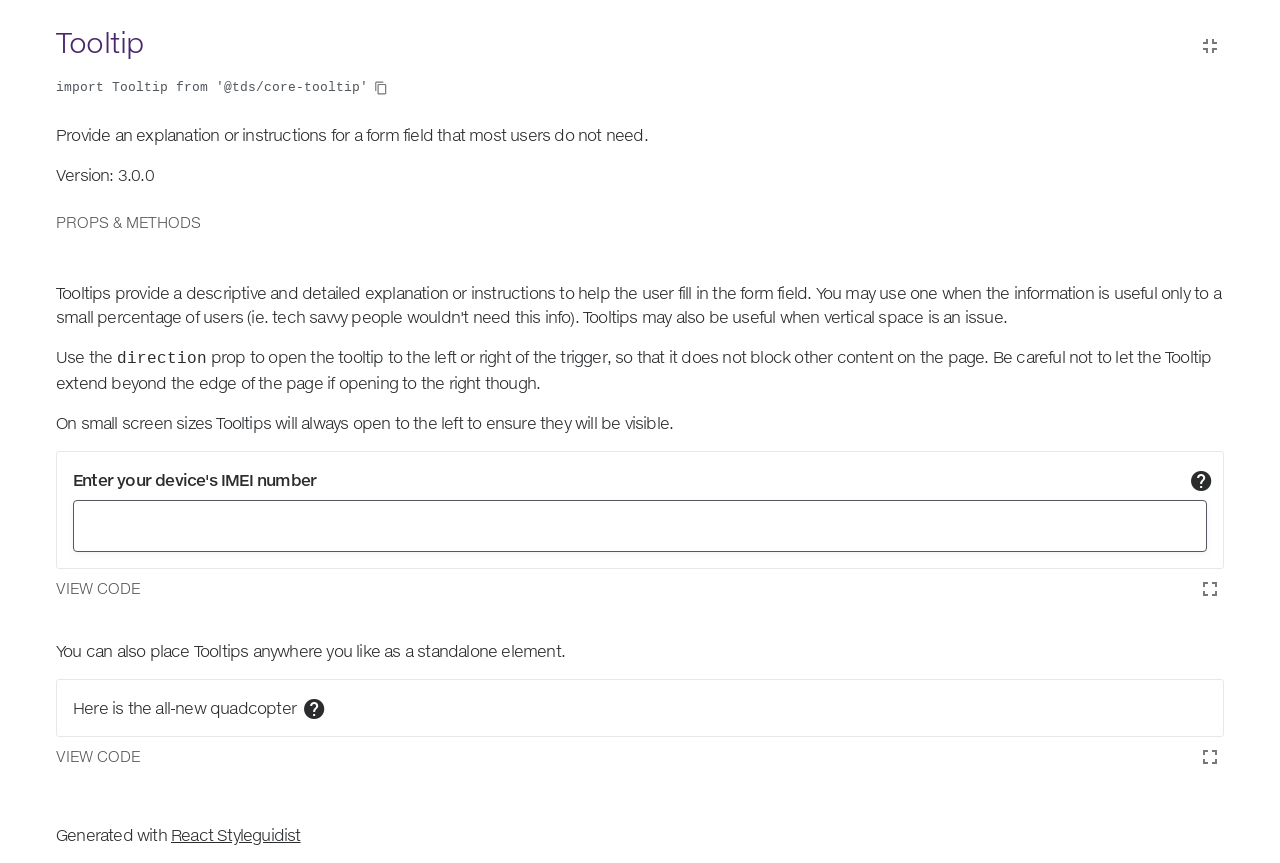 Tooltip
import Tooltip from '@tds/core-tooltip'
Provide an explanation or instructions for a form field that most users do not need.
Version: 3.0.0
PROPS & METHODS
Tooltips provide a descriptive and detailed explanation or instructions to help the user fill in the form field. You may use one when the information is useful only to a
small percentage of users (ie. tech savvy people wouldn't need this info). Tooltips may also be useful when vertical space is an issue.
Use the direction prop to open the tooltip to the left or right of the trigger, so that it does not block other content on the page. Be careful not to let the Tooltip
extend beyond the edge of the page if opening to the right though.
On small screen sizes Tooltips will always open to the left to ensure they will be visible.
Enter your device's IMEI number
VIEW CODE
You can also place Tooltips anywhere you like as a standalone element.
Here is the all-new quadcopter
VIEW CODE
Generated with React Styleguidist